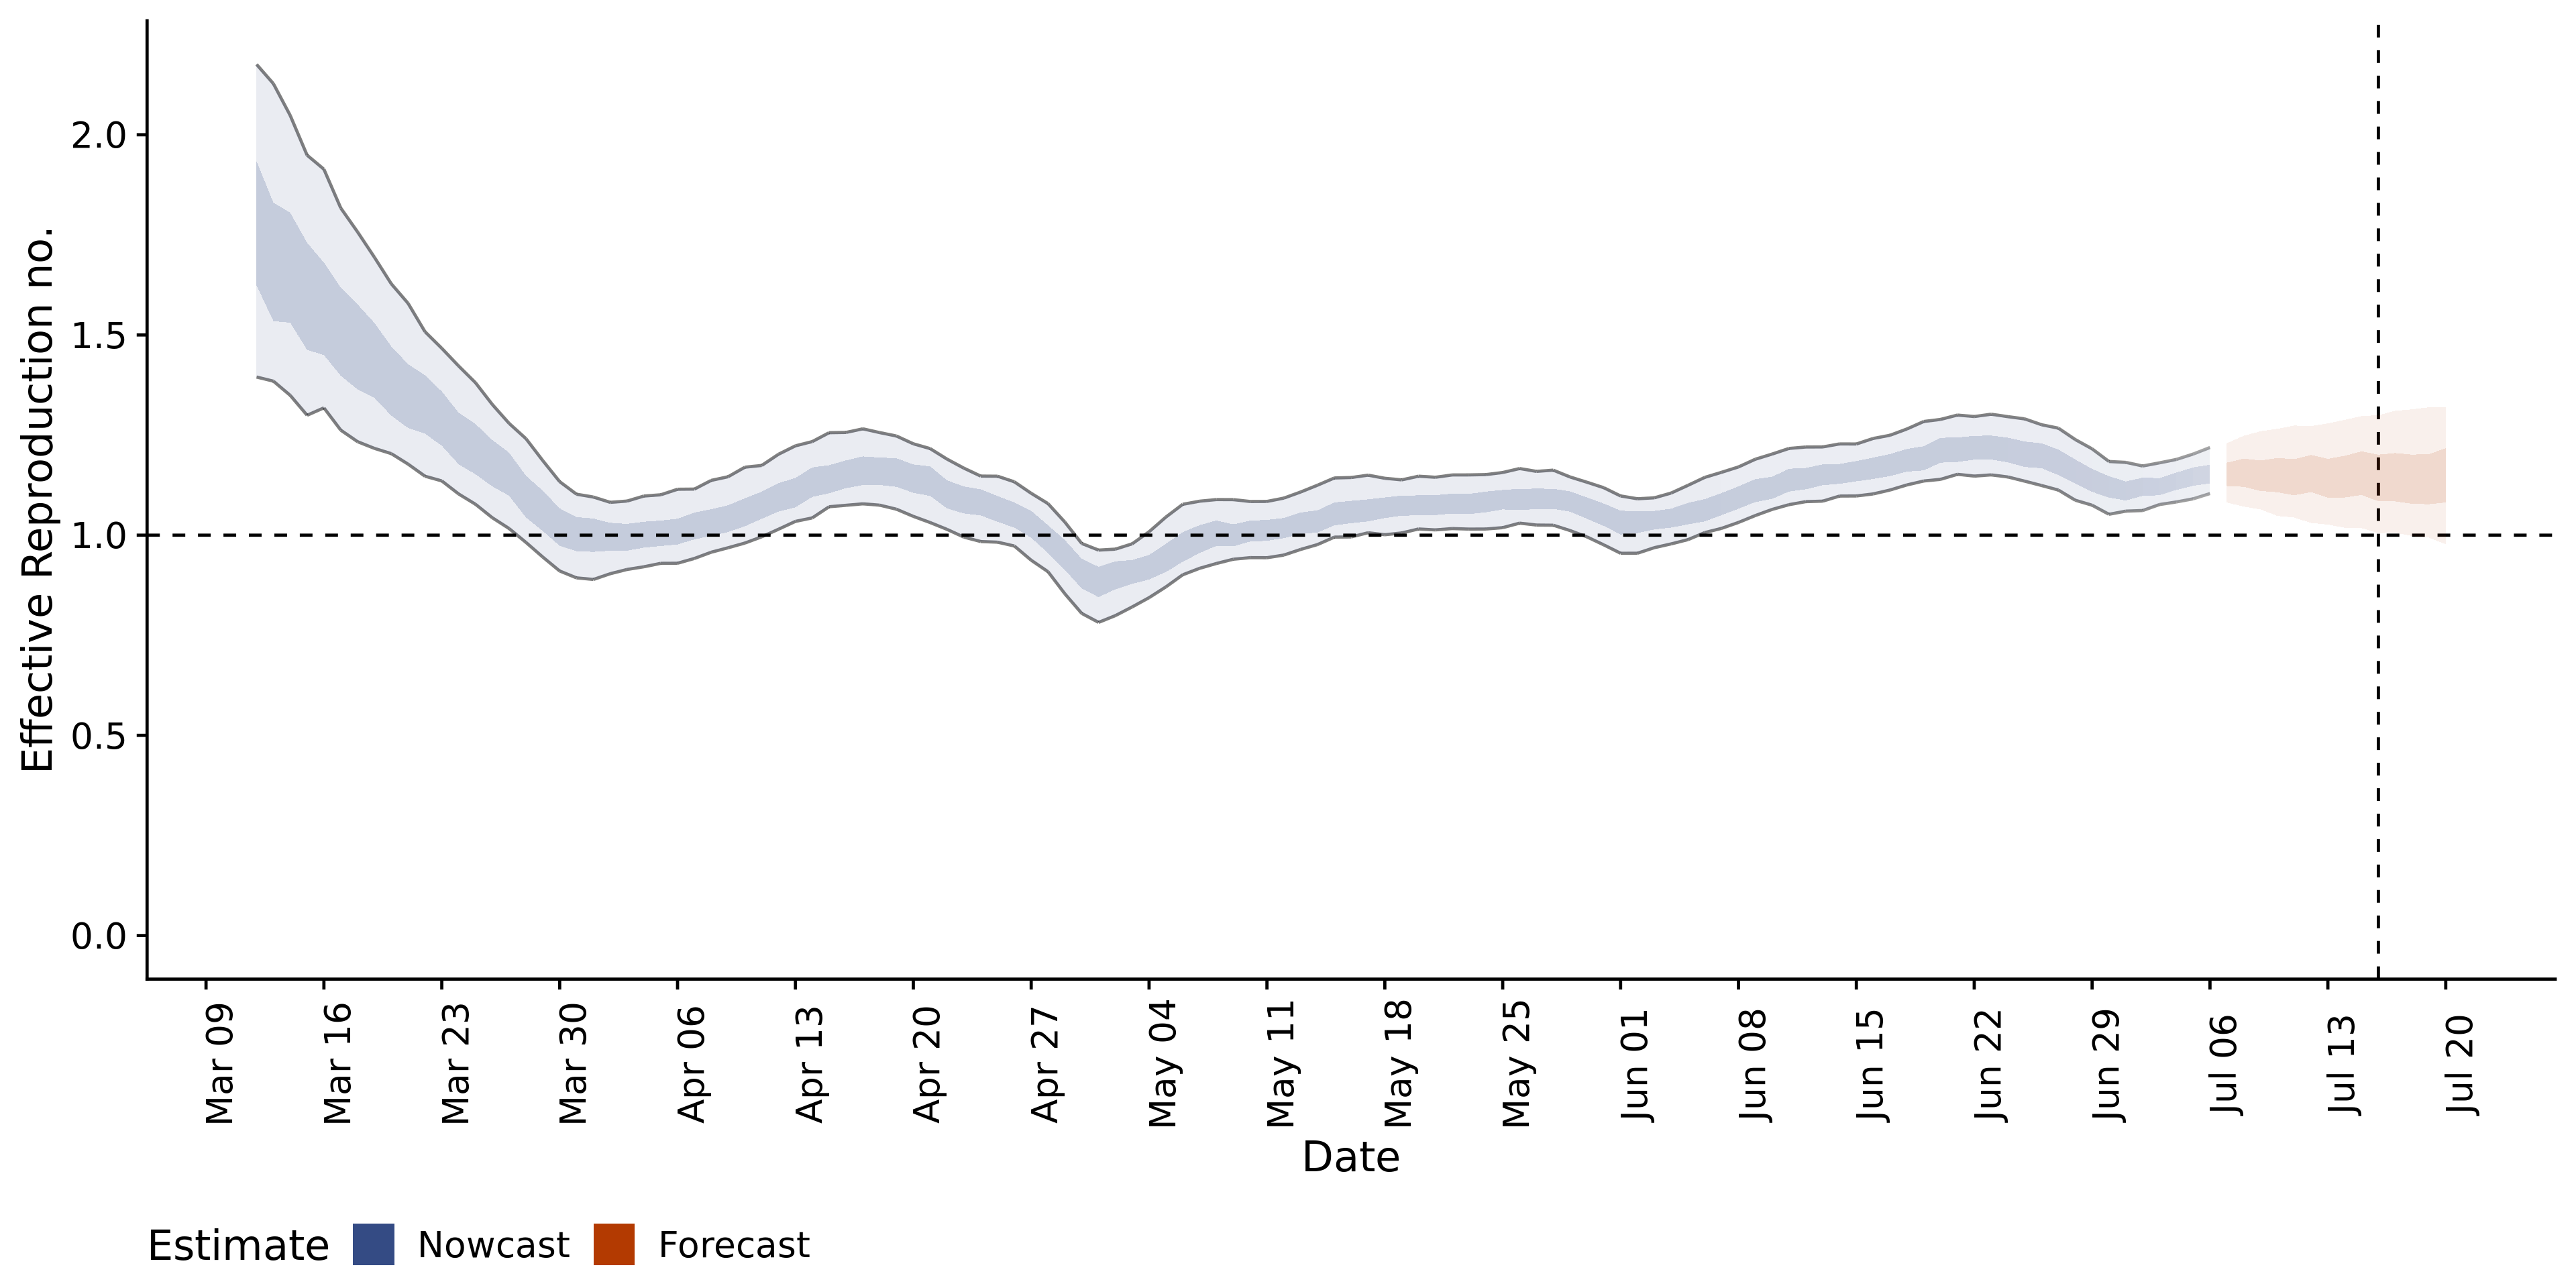 Effective Reproduction no.
2.0
1.5
1.0
0.5
0.0
Mar 09
Mar 16
Mar 23
Mar 30
Apr 06
Apr 13
Apr 20
Apr 27
May 04
May 11
May 18
May 25
Jun 01
Jun 08
Jun 15
Jun 22
Jun 29
Jul 06
Jul 13
Jul 20
Date
Estimate Nowcast Forecast